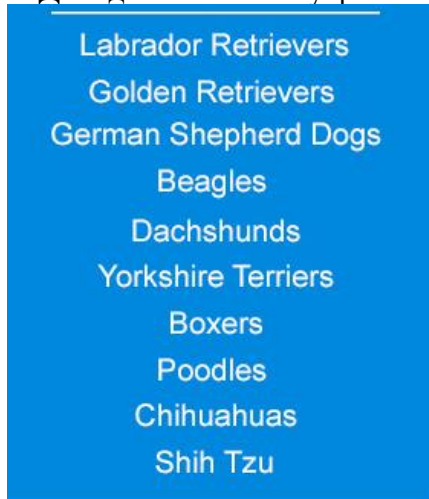 Labrador Retrievers
Golden Retrievers
German Shepherd Dogs
Beagles
Dachshunds
Yorkshire Terriers
Boxers
Poodles
Chihuahuas
Shih Tzu